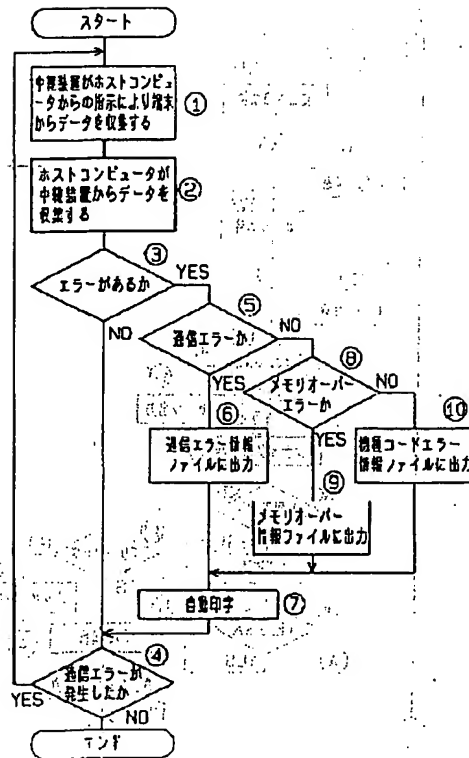 スタート
中継装置がホストコンピュ
ータからの指示により端末
からデータを収集する
①
ホストコンピュータが
中継装置からデータを
収集する
②
エラーがあるか
③
YES
NO
通信エラーか
⑤
NO
YES
メモリオーバー
エラーか
⑧
NO
YES
⑥
通信エラー情報
ファイルに出力
⑩
機種コードエラー
情報ファイルに出力
⑨
メモリオーバー
情報ファイルに出力
自動印字
⑦
通信エラーが
発生したか
④
YES
NO
エンド